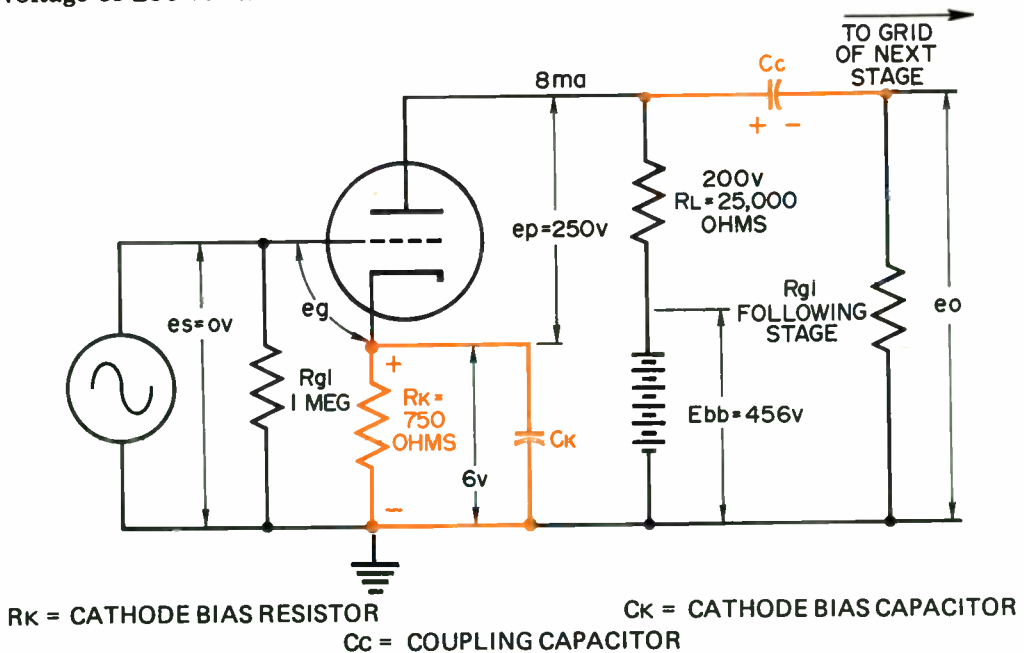 TO GRID
OF NEXT
STAGE
8ma
Cc
+ -
200v
RL=25,000
OHMS
ep=250v
eg
es=0v
Rgl
FOLLOWING
STAGE
eo
+
Rgl
1 MEG
RK=
750
OHMS
CK
Ebb=456v
6v
-
RK = CATHODE BIAS RESISTOR
CK = CATHODE BIAS CAPACITOR
Cc = COUPLING CAPACITOR